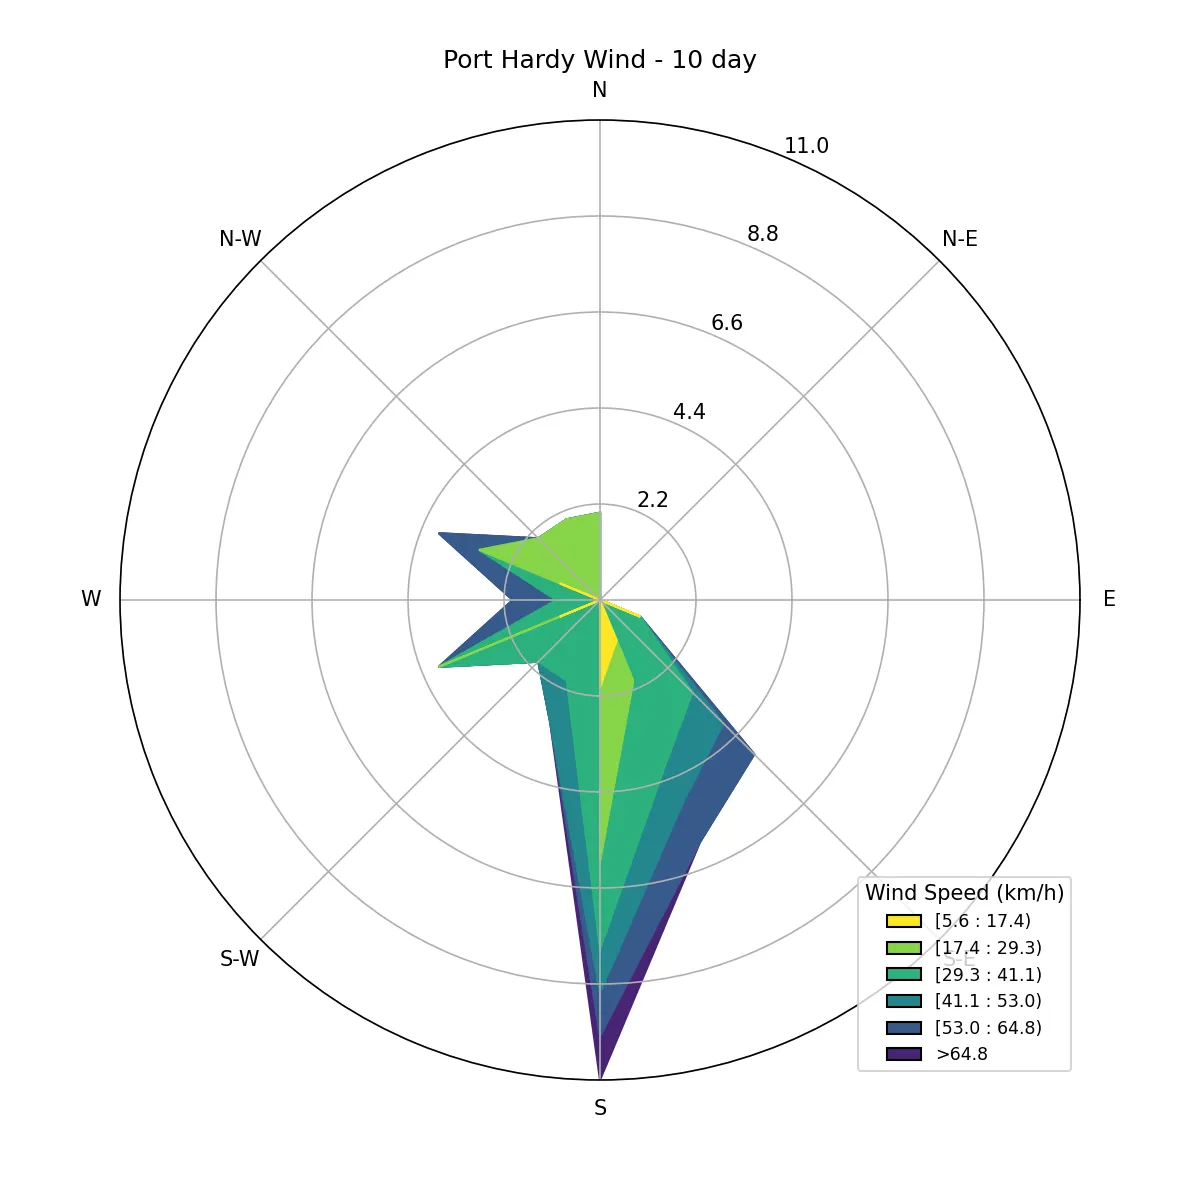 Port Hardy Wind - 10 day
N
11.0
N-W
N-E
8.8
6.6
4.4
2.2
W
E
Wind Speed (km/h)
[5.6 : 17.4)
[17.4 : 29.3)
S-W
S-E
[29.3 : 41.1)
[41.1 : 53.0)
[53.0 : 64.8)
>64.8
S